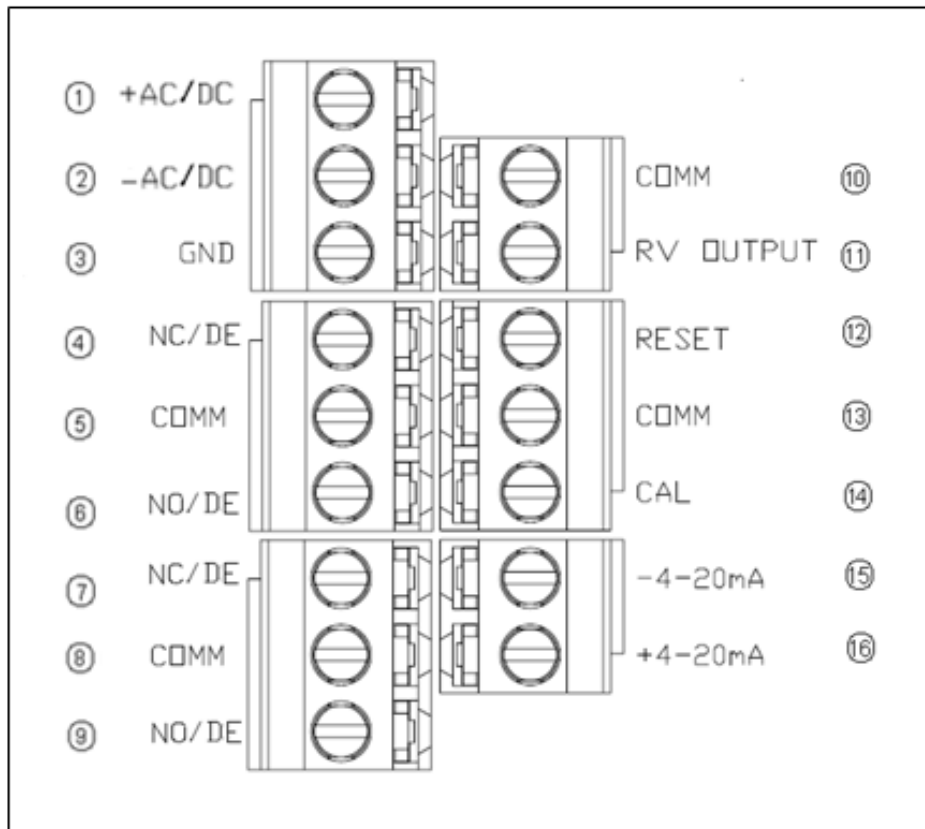 ① +AC/DC
② -AC/DC
③ GND
④ NC/DE
⑤ COMM
⑥ NO/DE
⑦ NC/DE
⑧ COMM
⑨ NO/DE
COMM ⑩
RV OUTPUT ⑪
RESET ⑫
COMM ⑬
CAL ⑭
-4-20mA ⑮
+4-20mA ⑯